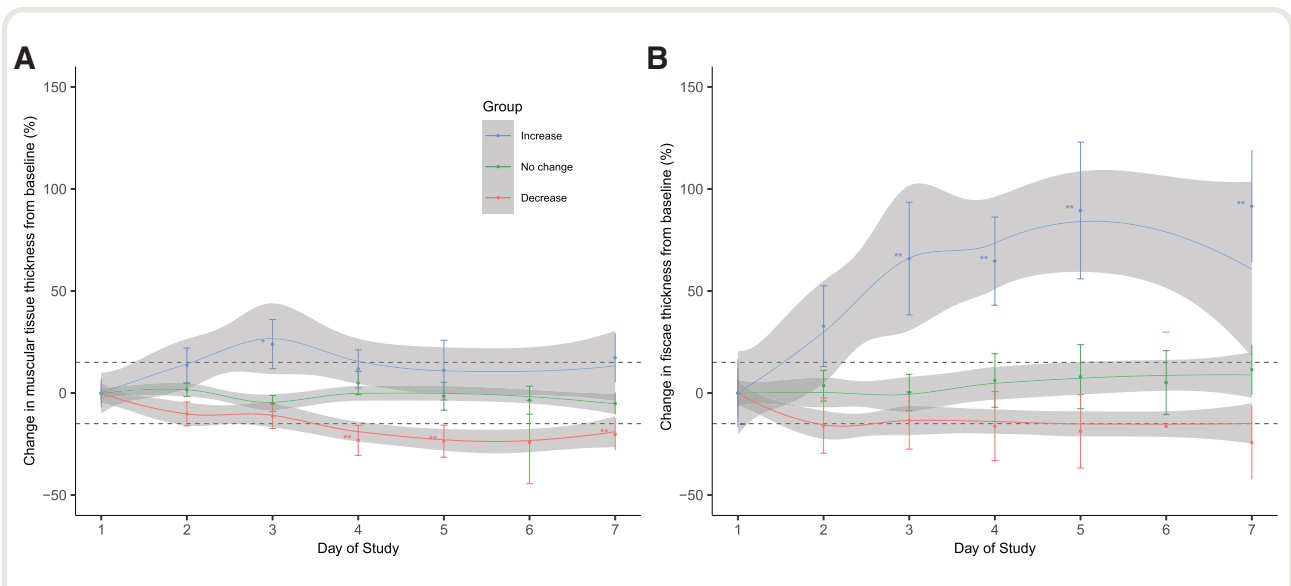 A
Change in muscular tissue thickness from baseline (%)
150
100
50
0
−50
1 2 3 4 5 6 7
Day of Study
Group
Increase
No change
Decrease
*
**
**
**
B
Change in fiscae thickness from baseline (%)
150
100
50
0
−50
1 2 3 4 5 6 7
Day of Study
**
**
**
**